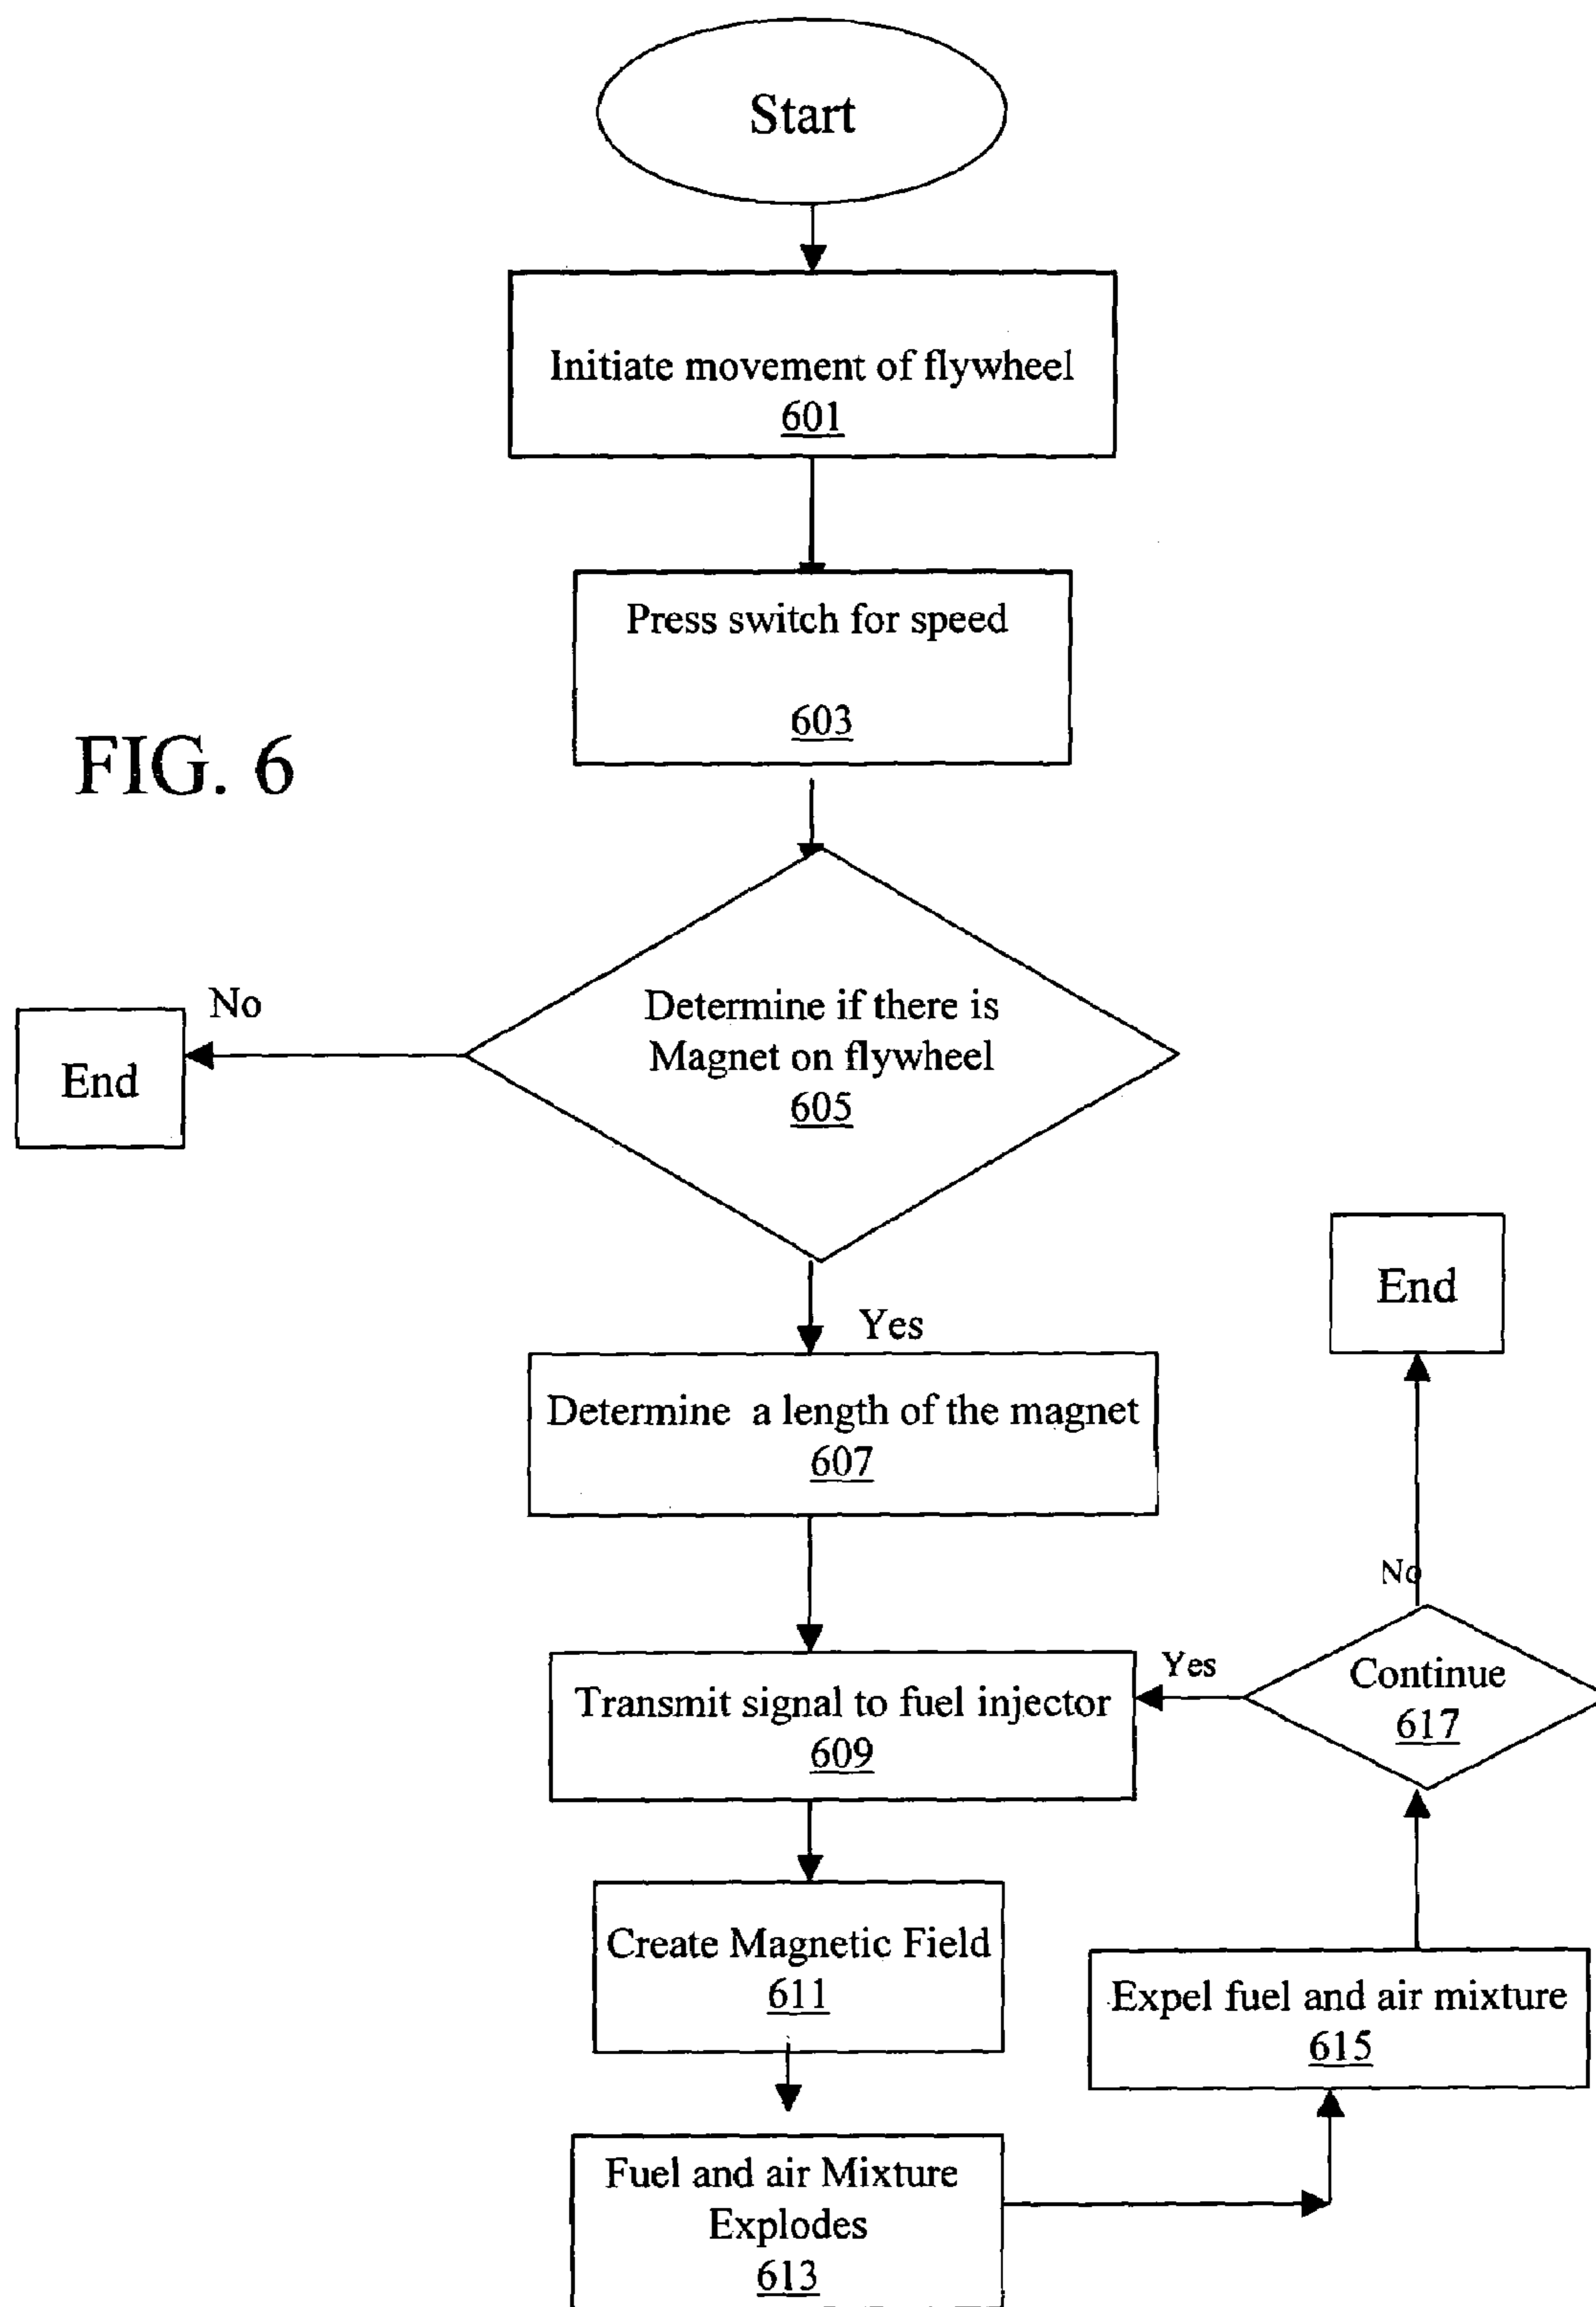 Start
Initiate movement of flywheel
601
Press switch for speed
603
FIG. 6
Determine if there is
Magnet on flywheel
605
No
End
Yes
Determine a length of the magnet
607
Transmit signal to fuel injector
609
Create Magnetic Field
611
Fuel and air Mixture
Explodes
613
Expel fuel and air mixture
615
Continue
617
Yes
No
End